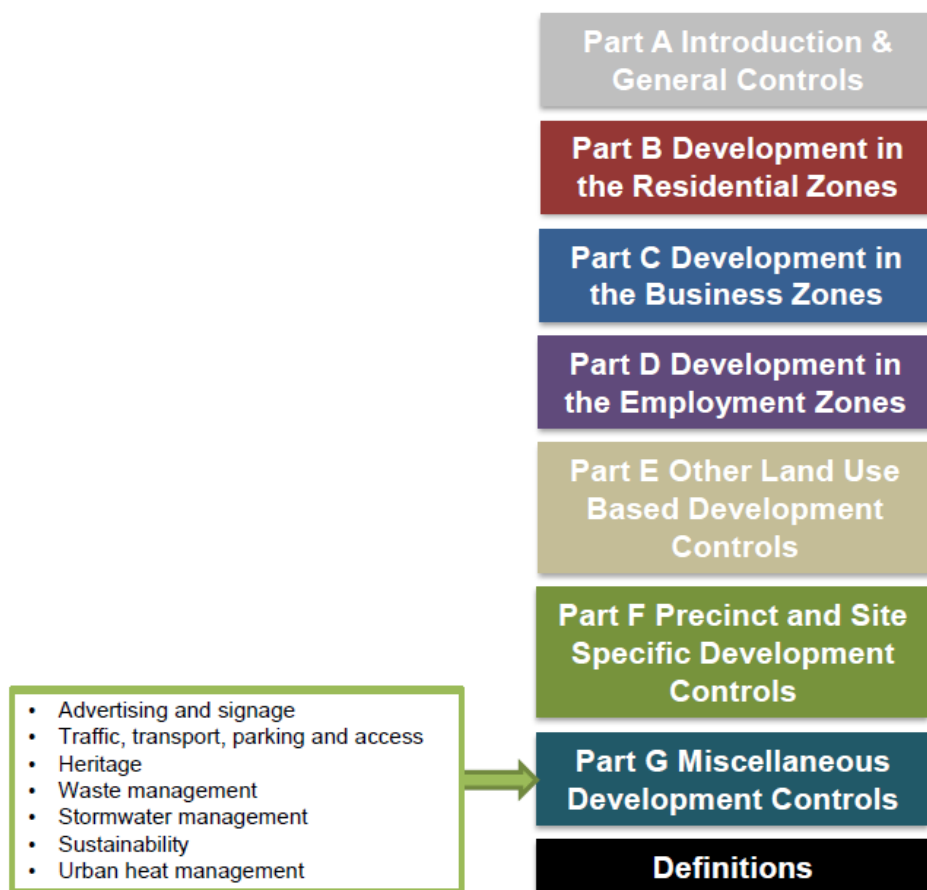 Part A Introduction &
General Controls
Part B Development in
the Residential Zones
Part C Development in
the Business Zones
Part D Development in
the Employment Zones
Part E Other Land Use
Based Development
Controls
Part F Precinct and Site
Specific Development
Controls
• Advertising and signage
• Traffic, transport, parking and access
• Heritage
• Waste management
• Stormwater management
• Sustainability
• Urban heat management
Part G Miscellaneous
Development Controls
Definitions